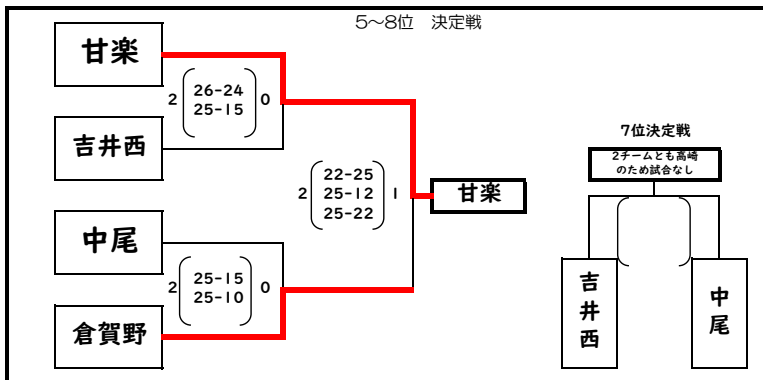 5～8位　決定戦
甘楽
2 26-24 0
25-15
吉井西
中尾
2 25-15 0
25-10
倉賀野
22-25
2 25-12 1
25-22
甘楽
7位決定戦
2チームとも高崎
のため試合なし
吉井西
中尾